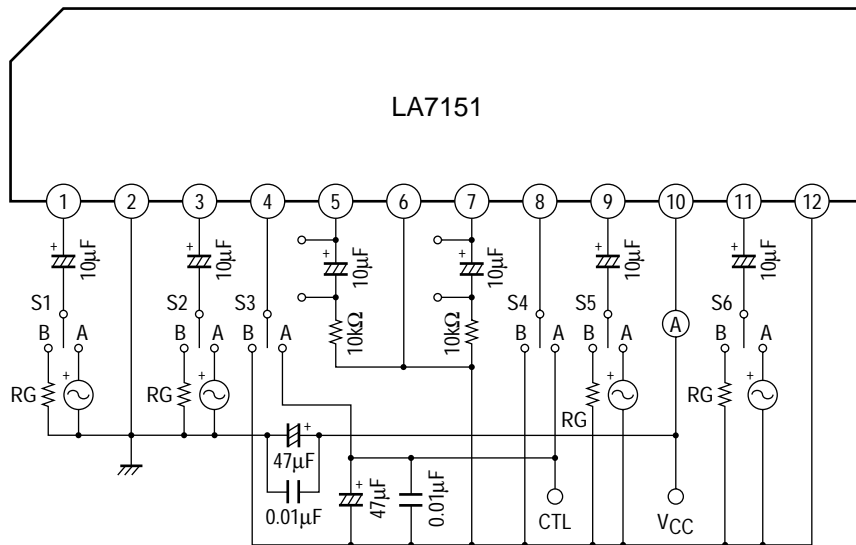 LA7151
1 2 3 4 5 6 7 8 9 10 11 12
+ + + + + +
10µF 10µF 10µF 10µF 10µF 10µF
S1 S2 S3 S4 S5 S6
B A B A B A B A B A B A
10kΩ 10kΩ
A
+ + + +
RG RG RG RG
+
47µF
0.01µF
+
47µF
0.01µF
CTL
VCC